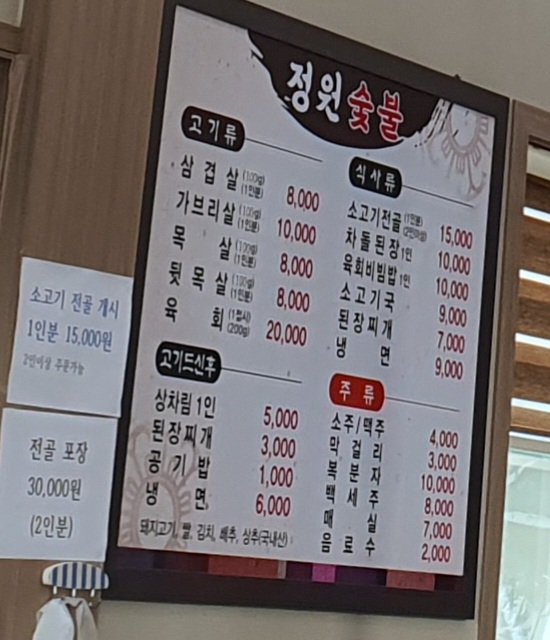 정원숯불
고기류
삼겹살 (100g) (1인분) 8,000
가브리살 (100g) (1인분) 10,000
목살 (100g) (1인분) 8,000
뒷목살 (100g) (1인분) 8,000
육회 (1접시) (200g) 20,000
고기드신후
상차림 1인 5,000
된장찌개 3,000
공기밥 1,000
냉면 6,000
돼지고기, 쌀, 김치, 배추, 상추(국내산)
식사류
소고기전골 (1인분) (2인이상) 15,000
차돌된장 1인 10,000
육회비빔밥 1인 10,000
소고기국 9,000
된장찌개 7,000
냉면 9,000
주류
소주/맥주 4,000
막걸리 3,000
복분자 10,000
백세주 8,000
매실 7,000
음료수 2,000
소고기 전골 개시
1인분 15,000원
2인이상 주문가능
전골 포장
30,000원
(2인분)